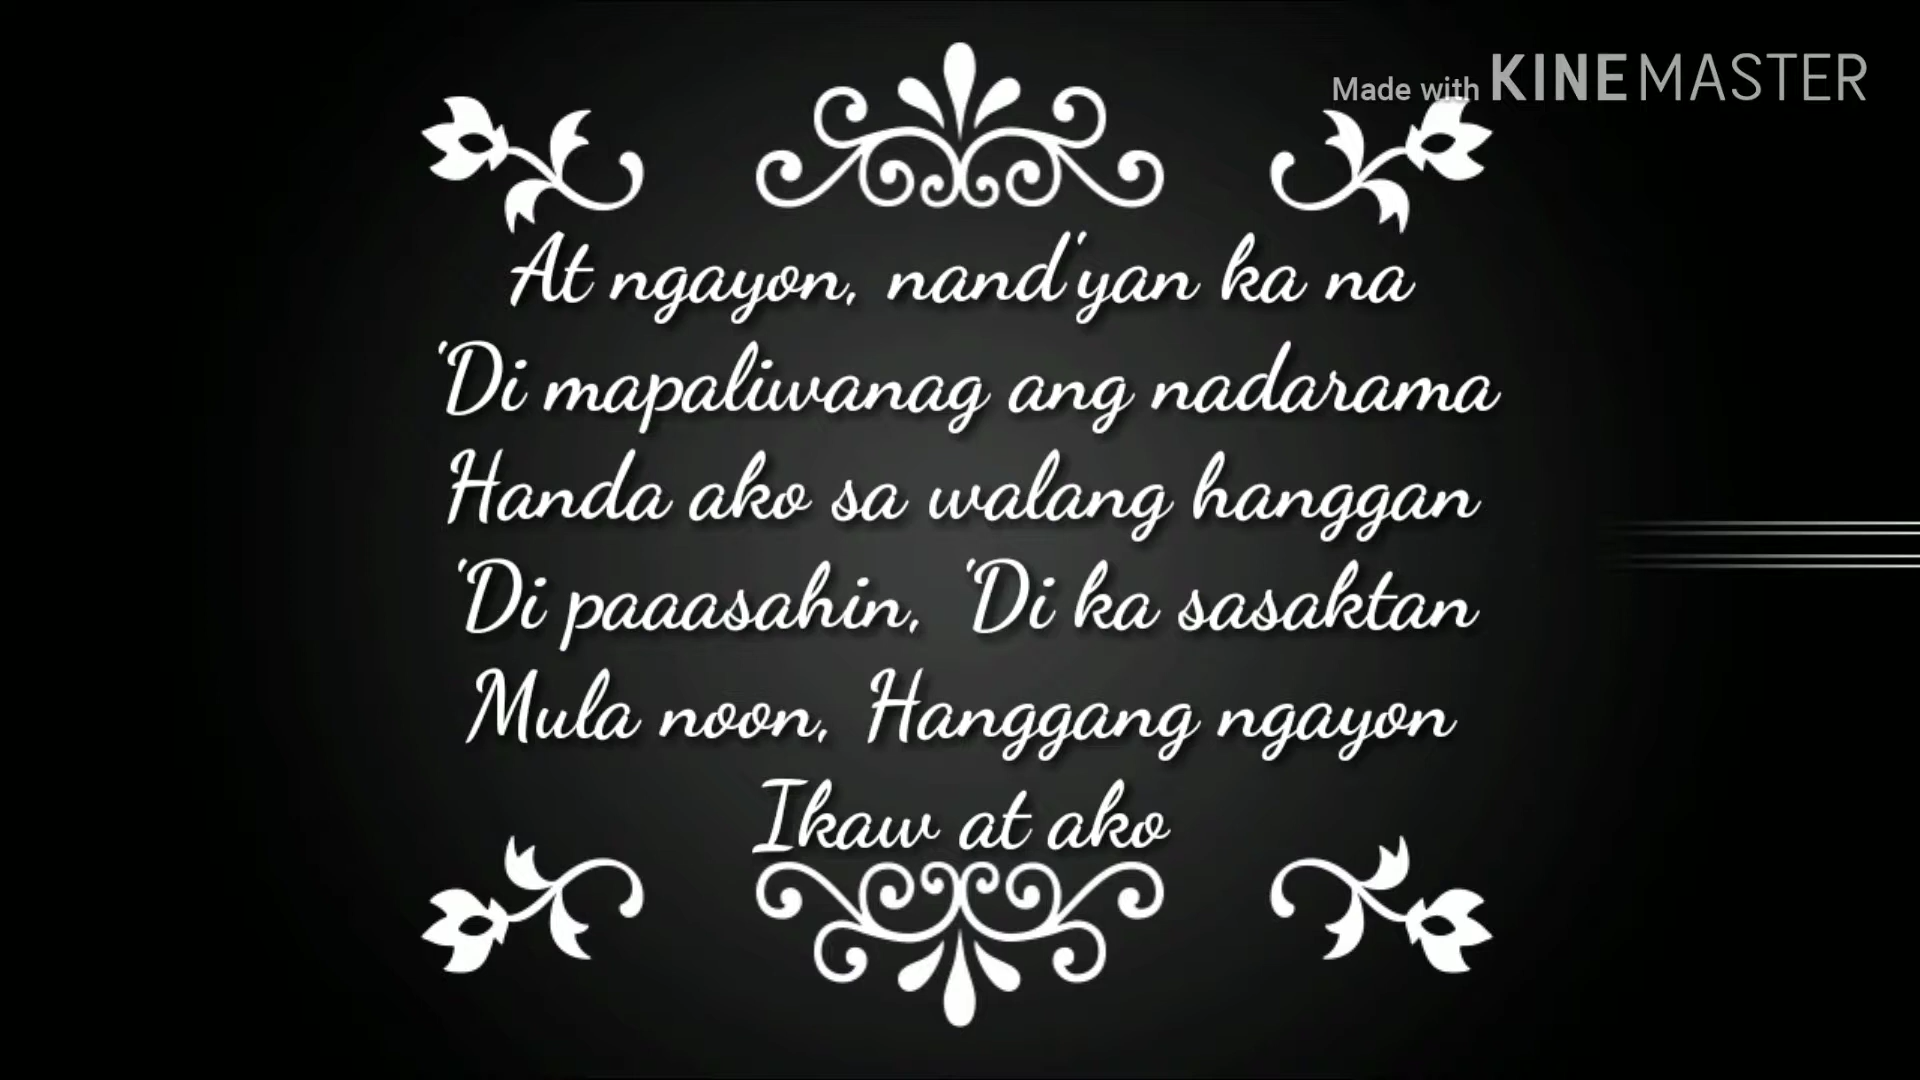 Made with KINEMASTER
At ngayon, nand'yan ka na
'Di mapaliwanag ang nadarama
Handa ako sa walang hanggan
'Di paaasahin, 'Di ka sasaktan
Mula noon, Hanggang ngayon
Ikaw at ako